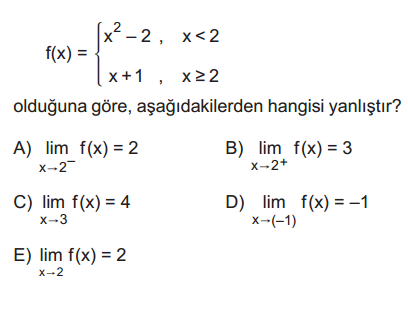 f(x) = { x² – 2 , x < 2
x + 1 , x ≥ 2
olduğuna göre, aşağıdakilerden hangisi yanlıştır?
A) lim f(x) = 2 B) lim f(x) = 3
x→2⁻ x→2⁺
C) lim f(x) = 4 D) lim f(x) = –1
x→3 x→(–1)
E) lim f(x) = 2
x→2